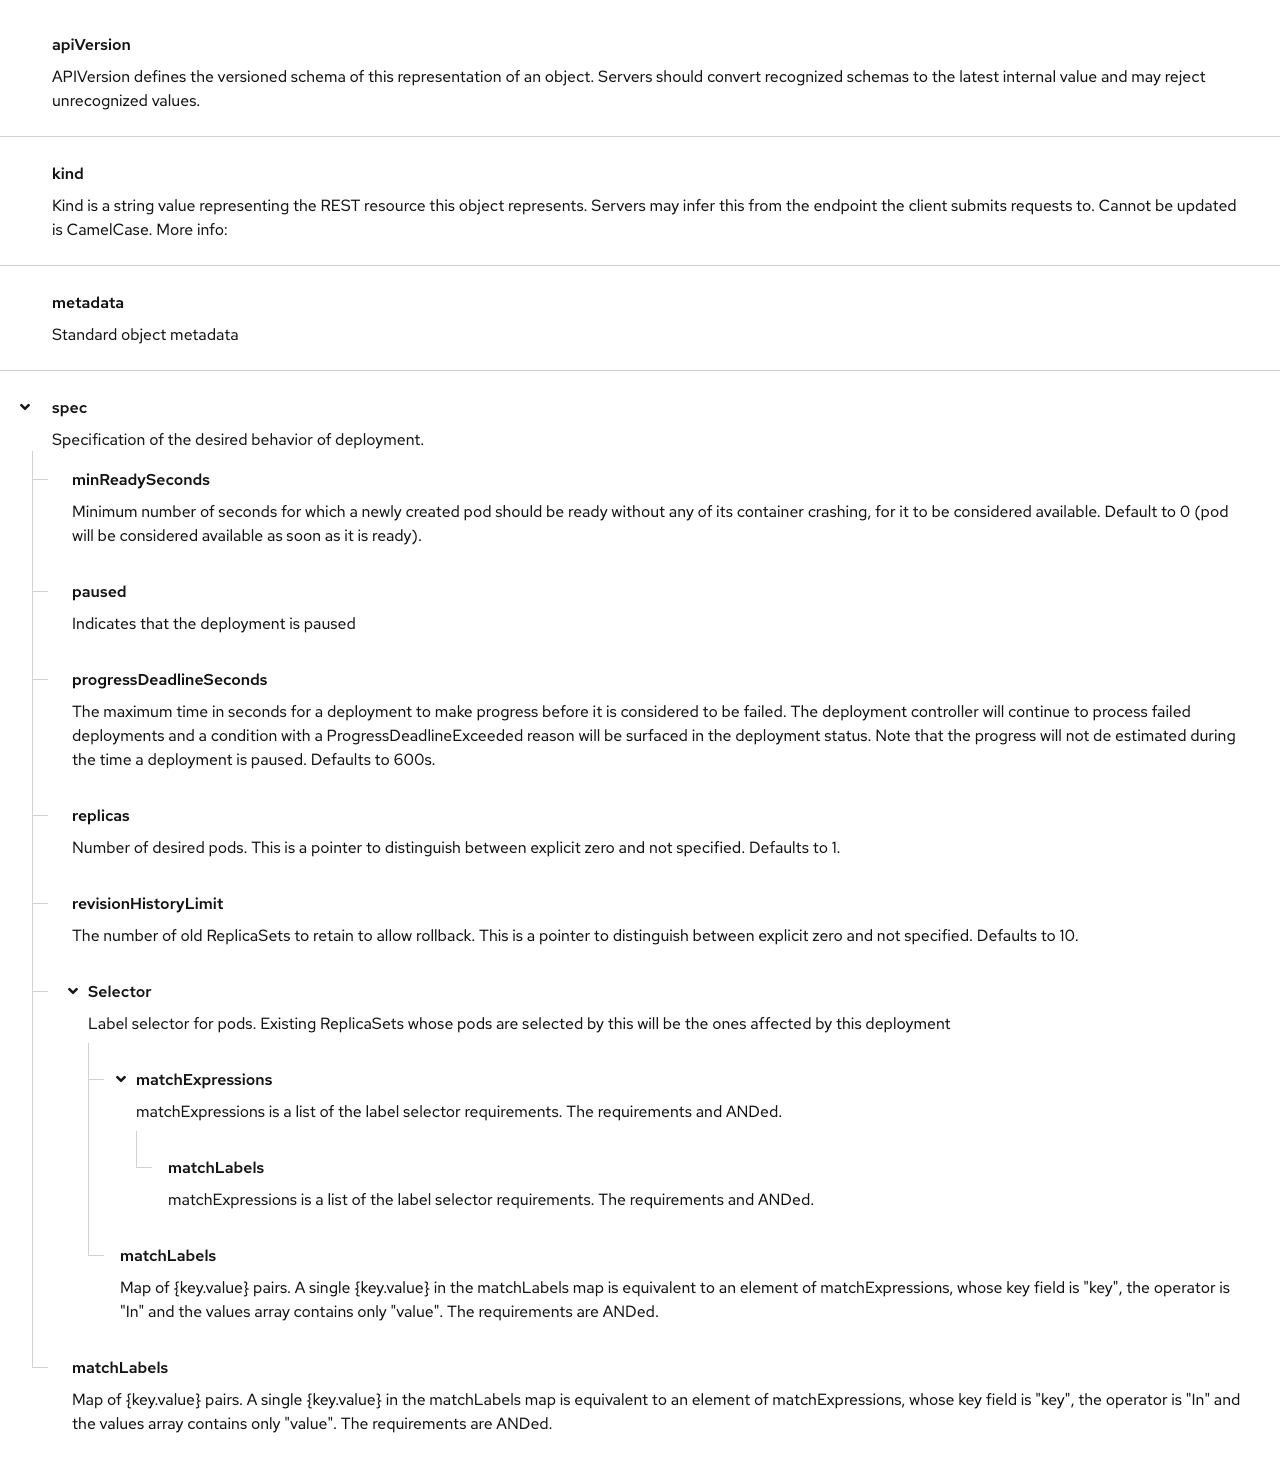 apiVersion
APIVersion defines the versioned schema of this representation of an object. Servers should convert recognized schemas to the latest internal value and may reject
unrecognized values.
kind
Kind is a string value representing the REST resource this object represents. Servers may infer this from the endpoint the client submits requests to. Cannot be updated
is CamelCase. More info:
metadata
Standard object metadata
spec
Specification of the desired behavior of deployment.
minReadySeconds
Minimum number of seconds for which a newly created pod should be ready without any of its container crashing, for it to be considered available. Default to 0 (pod
will be considered available as soon as it is ready).
paused
Indicates that the deployment is paused
progressDeadlineSeconds
The maximum time in seconds for a deployment to make progress before it is considered to be failed. The deployment controller will continue to process failed
deployments and a condition with a ProgressDeadlineExceeded reason will be surfaced in the deployment status. Note that the progress will not de estimated during
the time a deployment is paused. Defaults to 600s.
replicas
Number of desired pods. This is a pointer to distinguish between explicit zero and not specified. Defaults to 1.
revisionHistoryLimit
The number of old ReplicaSets to retain to allow rollback. This is a pointer to distinguish between explicit zero and not specified. Defaults to 10.
Selector
Label selector for pods. Existing ReplicaSets whose pods are selected by this will be the ones affected by this deployment
matchExpressions
matchExpressions is a list of the label selector requirements. The requirements and ANDed.
matchLabels
matchExpressions is a list of the label selector requirements. The requirements and ANDed.
matchLabels
Map of {key.value} pairs. A single {key.value} in the matchLabels map is equivalent to an element of matchExpressions, whose key field is "key", the operator is
"In" and the values array contains only "value". The requirements are ANDed.
matchLabels
Map of {key.value} pairs. A single {key.value} in the matchLabels map is equivalent to an element of matchExpressions, whose key field is "key", the operator is "In" and
the values array contains only "value". The requirements are ANDed.